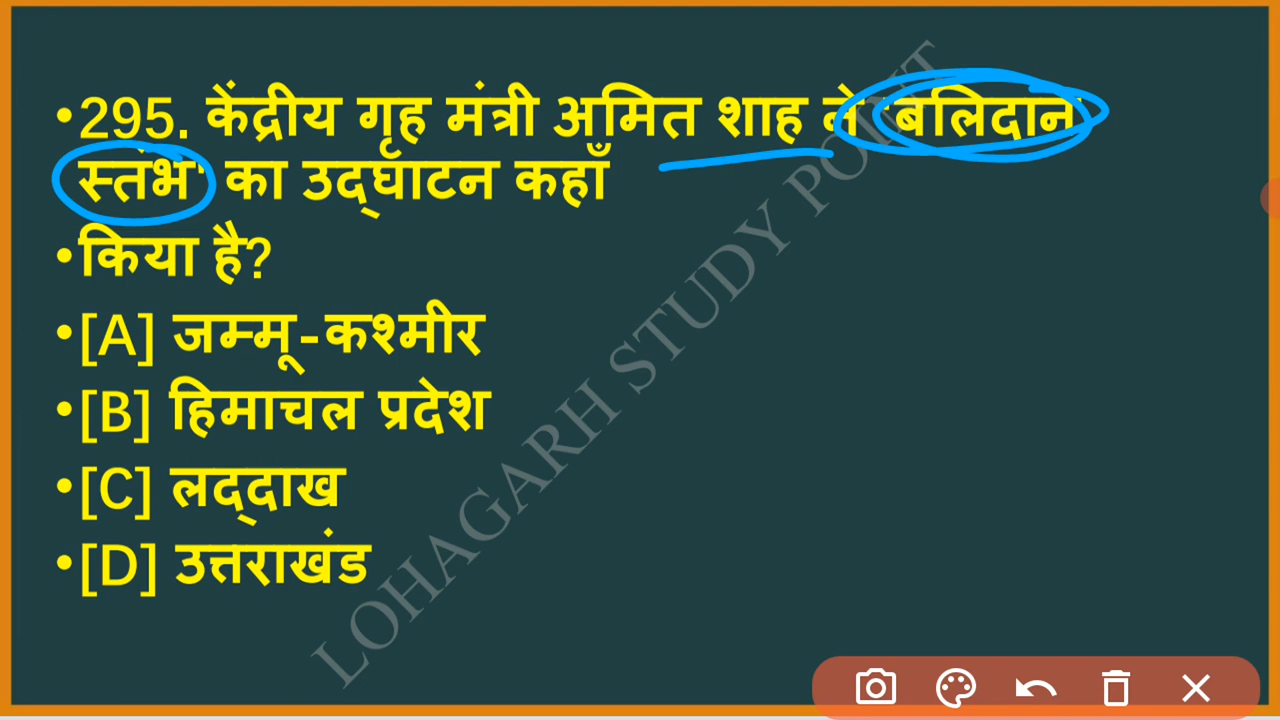 •295. केंद्रीय गृह मंत्री अमित शाह ने 'बलिदान
स्तंभ' का उद्घाटन कहाँ
•किया है?
•[A] जम्मू-कश्मीर
•[B] हिमाचल प्रदेश
•[C] लद्दाख
•[D] उत्तराखंड
LOHAGARH STUDY POINT